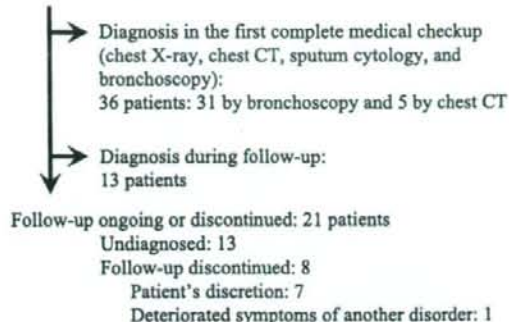 Diagnosis in the first complete medical checkup
(chest X-ray, chest CT, sputum cytology, and
bronchoscopy):
36 patients: 31 by bronchoscopy and 5 by chest CT
Diagnosis during follow-up:
13 patients
Follow-up ongoing or discontinued: 21 patients
Undiagnosed: 13
Follow-up discontinued: 8
Patient's discretion: 7
Deteriorated symptoms of another disorder: 1